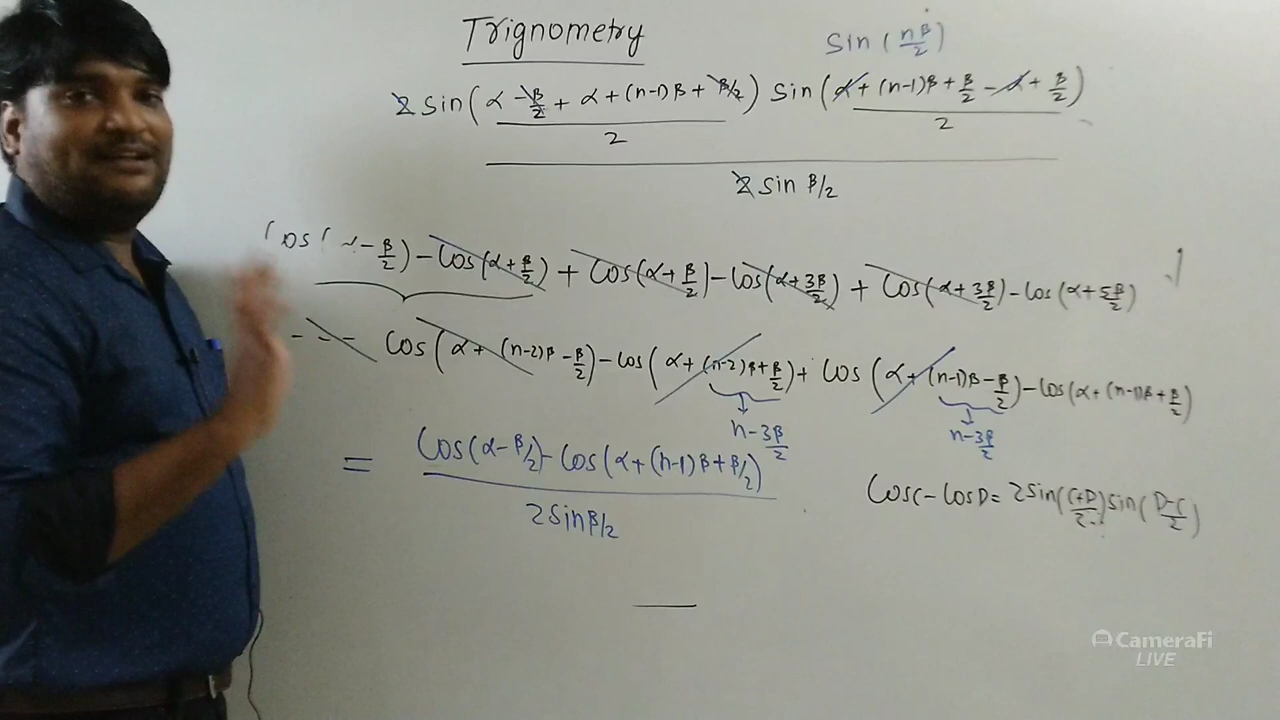 Trignometry
Sin (nβ/2)
2 Sin(α - β/2 + α + (n-1)β + β/2 / 2) Sin(α + (n-1)β + β/2 - α + β/2 / 2)
2 Sin β/2
Cos(α - β/2) - Cos(α + β/2) + Cos(α + β/2) - Cos(α + 3β/2) + Cos(α + 3β/2) - Cos(α + 5β/2)
- - - Cos(α + (n-2)β - β/2) - Cos(α + (n-2)β + β/2) + Cos(α + (n-1)β - β/2) - Cos(α + (n-1)β + β/2)
n - 3β/2
n - 3β/2
= Cos(α - β/2) - Cos(α + (n-1)β + β/2)
2 Sin β/2
CosC - CosD = 2 Sin(C+D/2) Sin(D-C/2)
CameraFi
LIVE